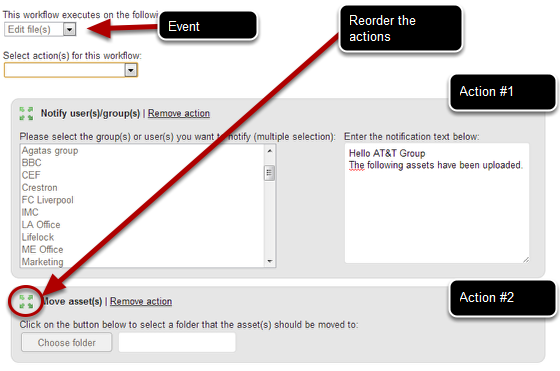 This workflow executes on the followi
Edit file(s)
Event
Reorder the
actions
Select action(s) for this workflow:
Action #1
Notify user(s)/group(s) | Remove action
Please select the group(s) or user(s) you want to notify (multiple selection):
Enter the notification text below:
Agatas group
BBC
CEF
Crestron
FC Liverpool
IMC
LA Office
Lifelock
ME Office
Marketing
Hello AT&T Group
The following assets have been uploaded.
Action #2
Move asset(s) | Remove action
Click on the button below to select a folder that the asset(s) should be moved to:
Choose folder